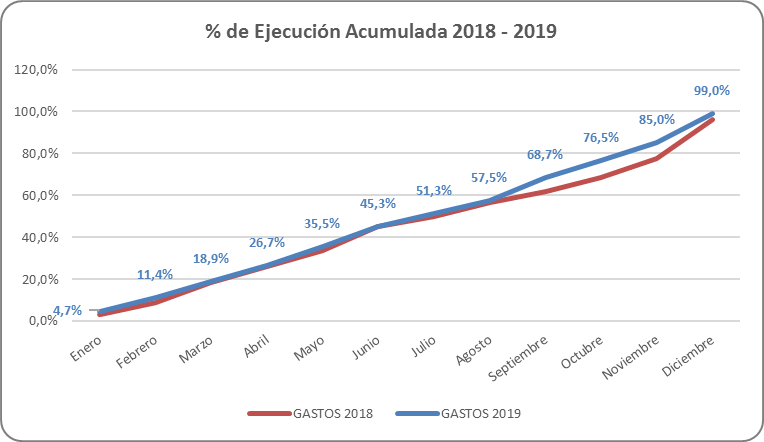 % de Ejecución Acumulada 2018 - 2019
120,0%
100,0%
80,0%
60,0%
40,0%
20,0%
0,0%
4,7%
11,4%
18,9%
26,7%
35,5%
45,3%
51,3%
57,5%
68,7%
76,5%
85,0%
99,0%
Enero
Febrero
Marzo
Abril
Mayo
Junio
Julio
Agosto
Septiembre
Octubre
Noviembre
Diciembre
GASTOS 2018
GASTOS 2019